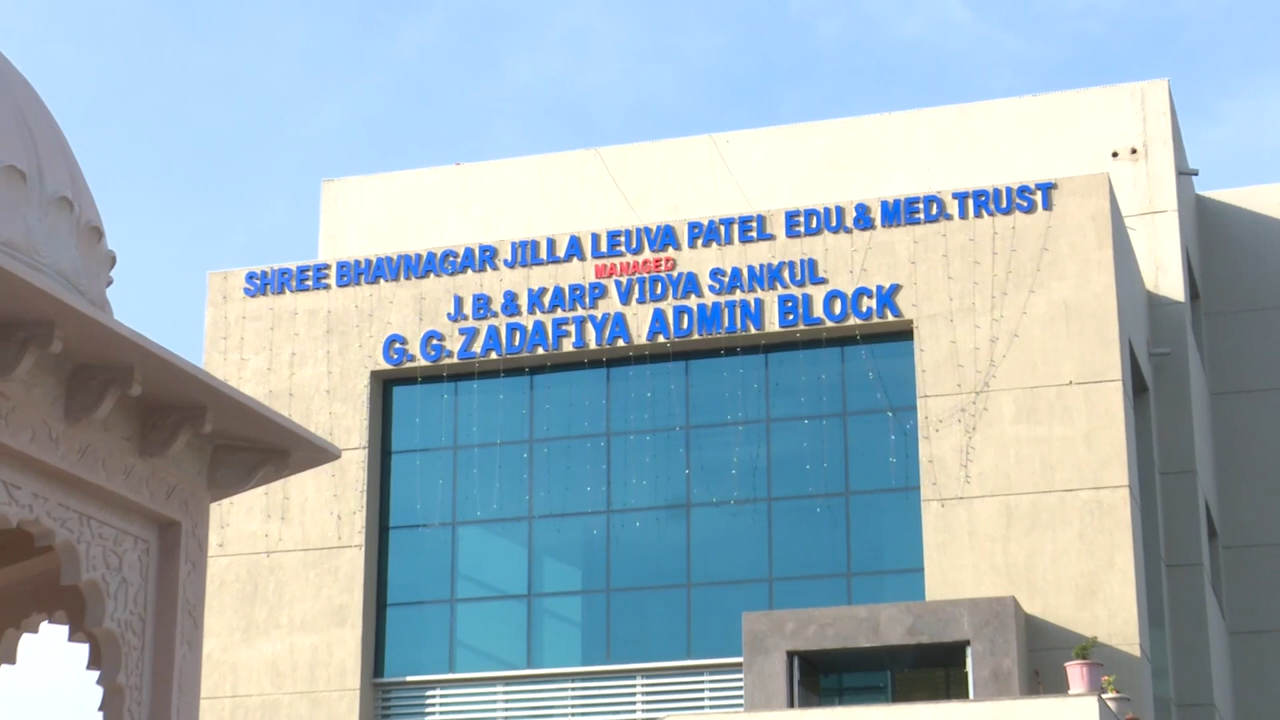 SHREE BHAVNAGAR JILLA LEUVA PATEL EDU. & MED. TRUST
MANAGED
J. B. & KARP VIDYA SANKUL
G. G. ZADAFIYA ADMIN BLOCK